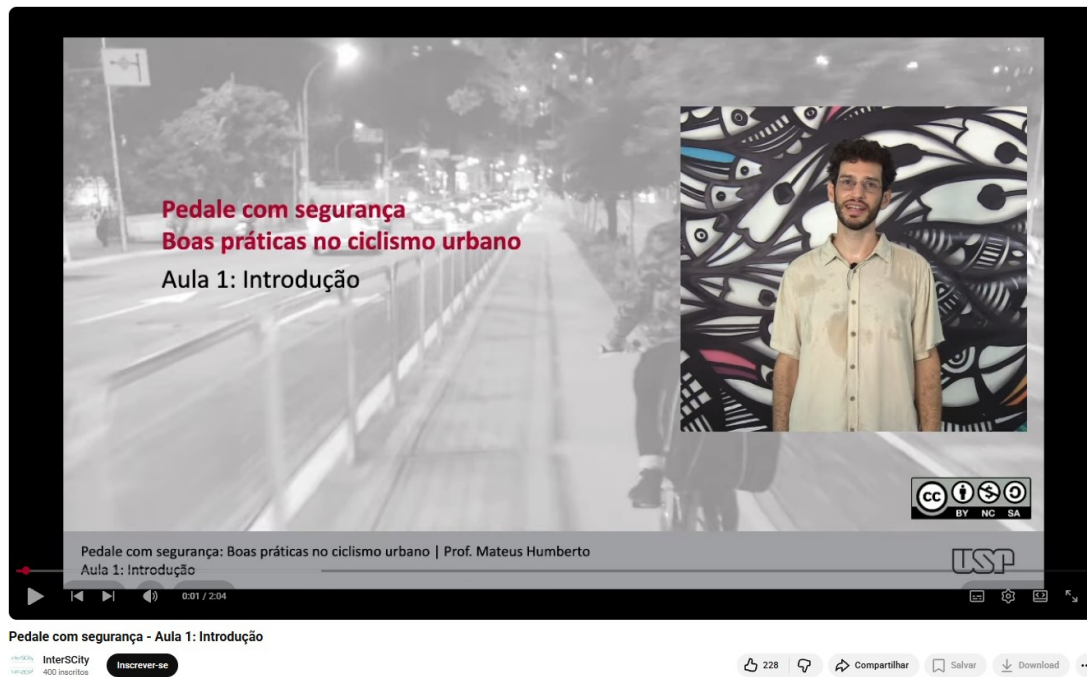 Pedale com segurança
Boas práticas no ciclismo urbano
Aula 1: Introdução
cc
BY NC SA
Pedale com segurança: Boas práticas no ciclismo urbano | Prof. Mateus Humberto
Aula 1: Introdução
USP
0:01 / 2:04
Pedale com segurança - Aula 1: Introdução
InterSCity
400 inscritos
Inscrever-se
228
Compartilhar
Salvar
Download